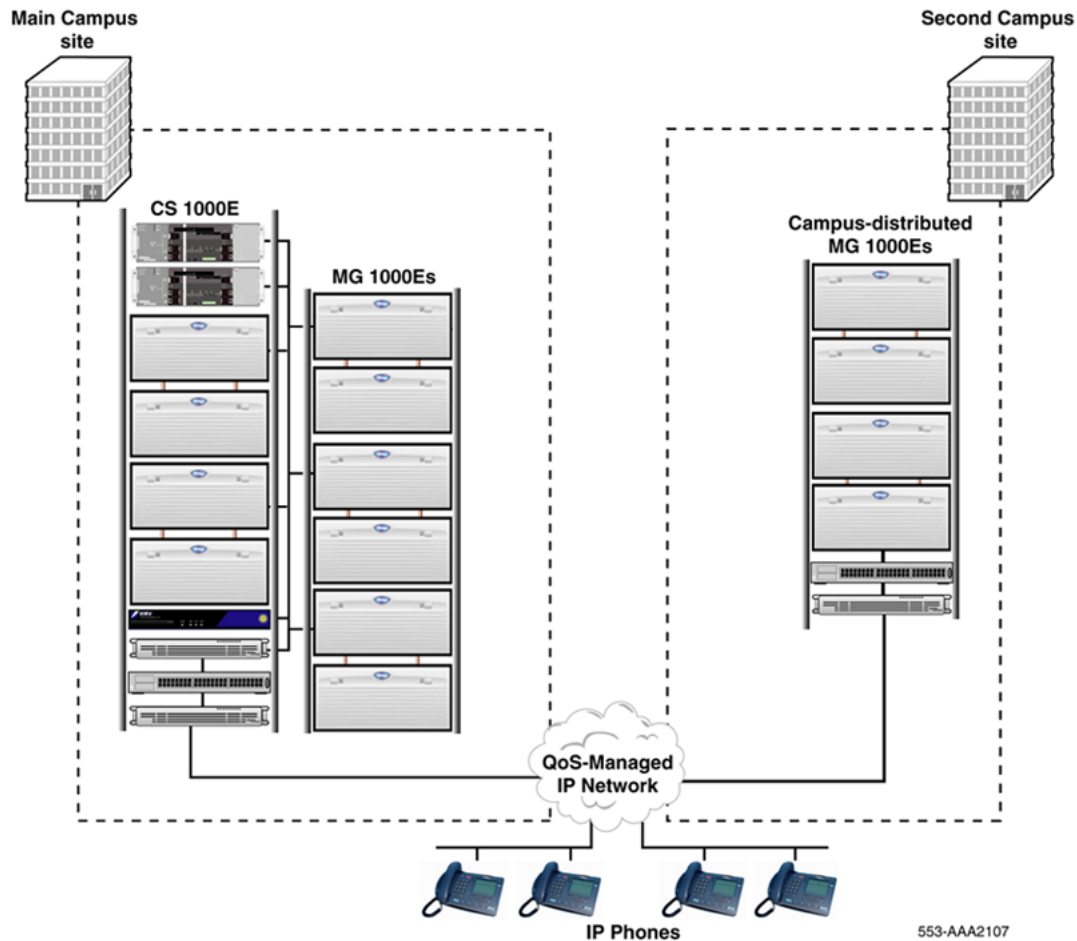 Main Campus
site
Second Campus
site
CS 1000E
MG 1000Es
Campus-distributed
MG 1000Es
QoS-Managed
IP Network
IP Phones
553-AAA2107